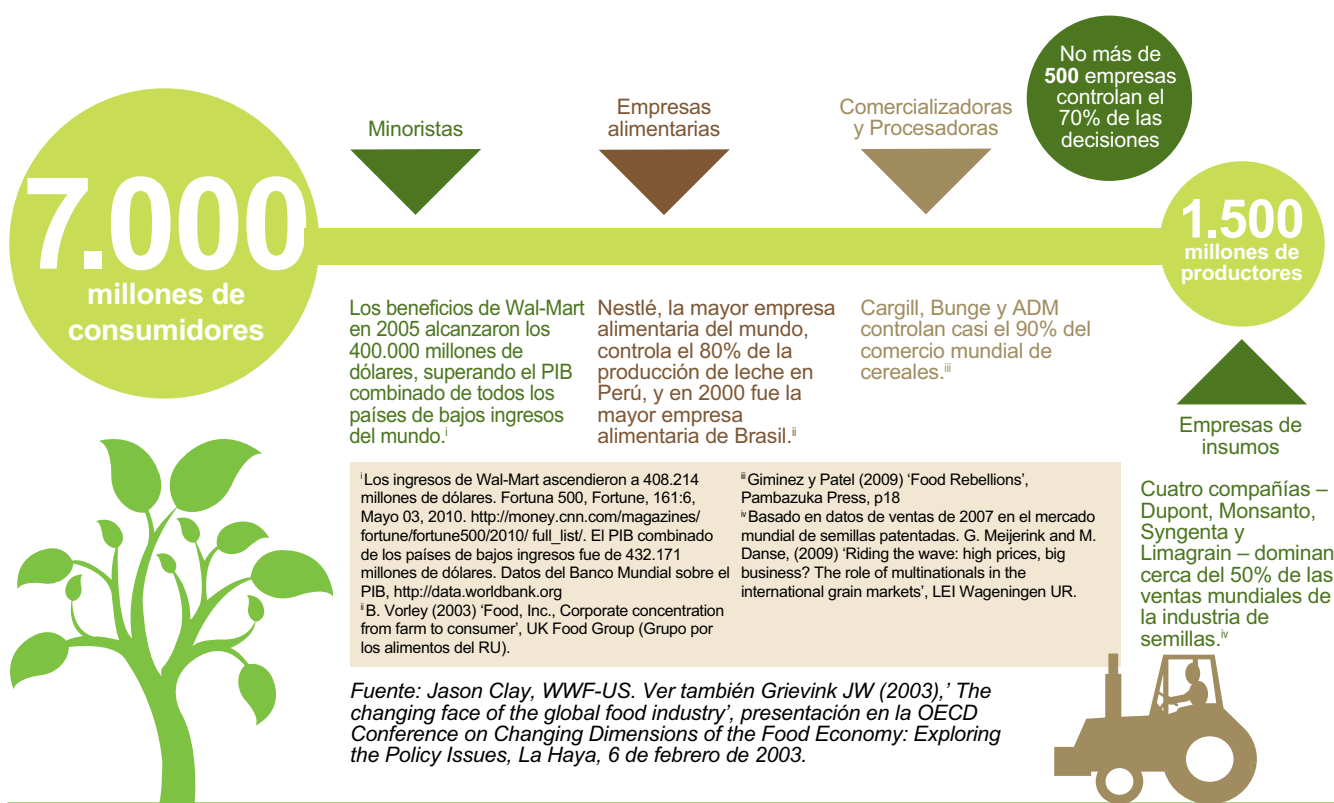 7.000
millones de
consumidores
Minoristas
Empresas
alimentarias
Comercializadoras
y Procesadoras
No más de
500 empresas
controlan el
70% de las
decisiones
1.500
millones de
productores
Los beneficios de Wal-Mart
en 2005 alcanzaron los
400.000 millones de
dólares, superando el PIB
combinado de todos los
países de bajos ingresos
del mundo.ⁱ
Nestlé, la mayor empresa
alimentaria del mundo,
controla el 80% de la
producción de leche en
Perú, y en 2000 fue la
mayor empresa
alimentaria de Brasil.ⁱⁱ
Cargill, Bunge y ADM
controlan casi el 90% del
comercio mundial de
cereales.ⁱⁱⁱ
Empresas de
insumos
Cuatro compañías –
Dupont, Monsanto,
Syngenta y
Limagrain – dominan
cerca del 50% de las
ventas mundiales de
la industria de
semillas.ⁱᵛ
ⁱ Los ingresos de Wal-Mart ascendieron a 408.214
millones de dólares. Fortuna 500, Fortune, 161:6,
Mayo 03, 2010. http://money.cnn.com/magazines/
fortune/fortune500/2010/ full_list/. El PIB combinado
de los países de bajos ingresos fue de 432.171
millones de dólares. Datos del Banco Mundial sobre el
PIB, http://data.worldbank.org
ⁱⁱ B. Vorley (2003) ‘Food, Inc., Corporate concentration
from farm to consumer’, UK Food Group (Grupo por
los alimentos del RU).
ⁱⁱⁱ Giminez y Patel (2009) ‘Food Rebellions’,
Pambazuka Press, p18
ⁱᵛ Basado en datos de ventas de 2007 en el mercado
mundial de semillas patentadas. G. Meijerink and M.
Danse, (2009) ‘Riding the wave: high prices, big
business? The role of multinationals in the
international grain markets’, LEI Wageningen UR.
Fuente: Jason Clay, WWF-US. Ver también Grievink JW (2003),’ The
changing face of the global food industry’, presentación en la OECD
Conference on Changing Dimensions of the Food Economy: Exploring
the Policy Issues, La Haya, 6 de febrero de 2003.